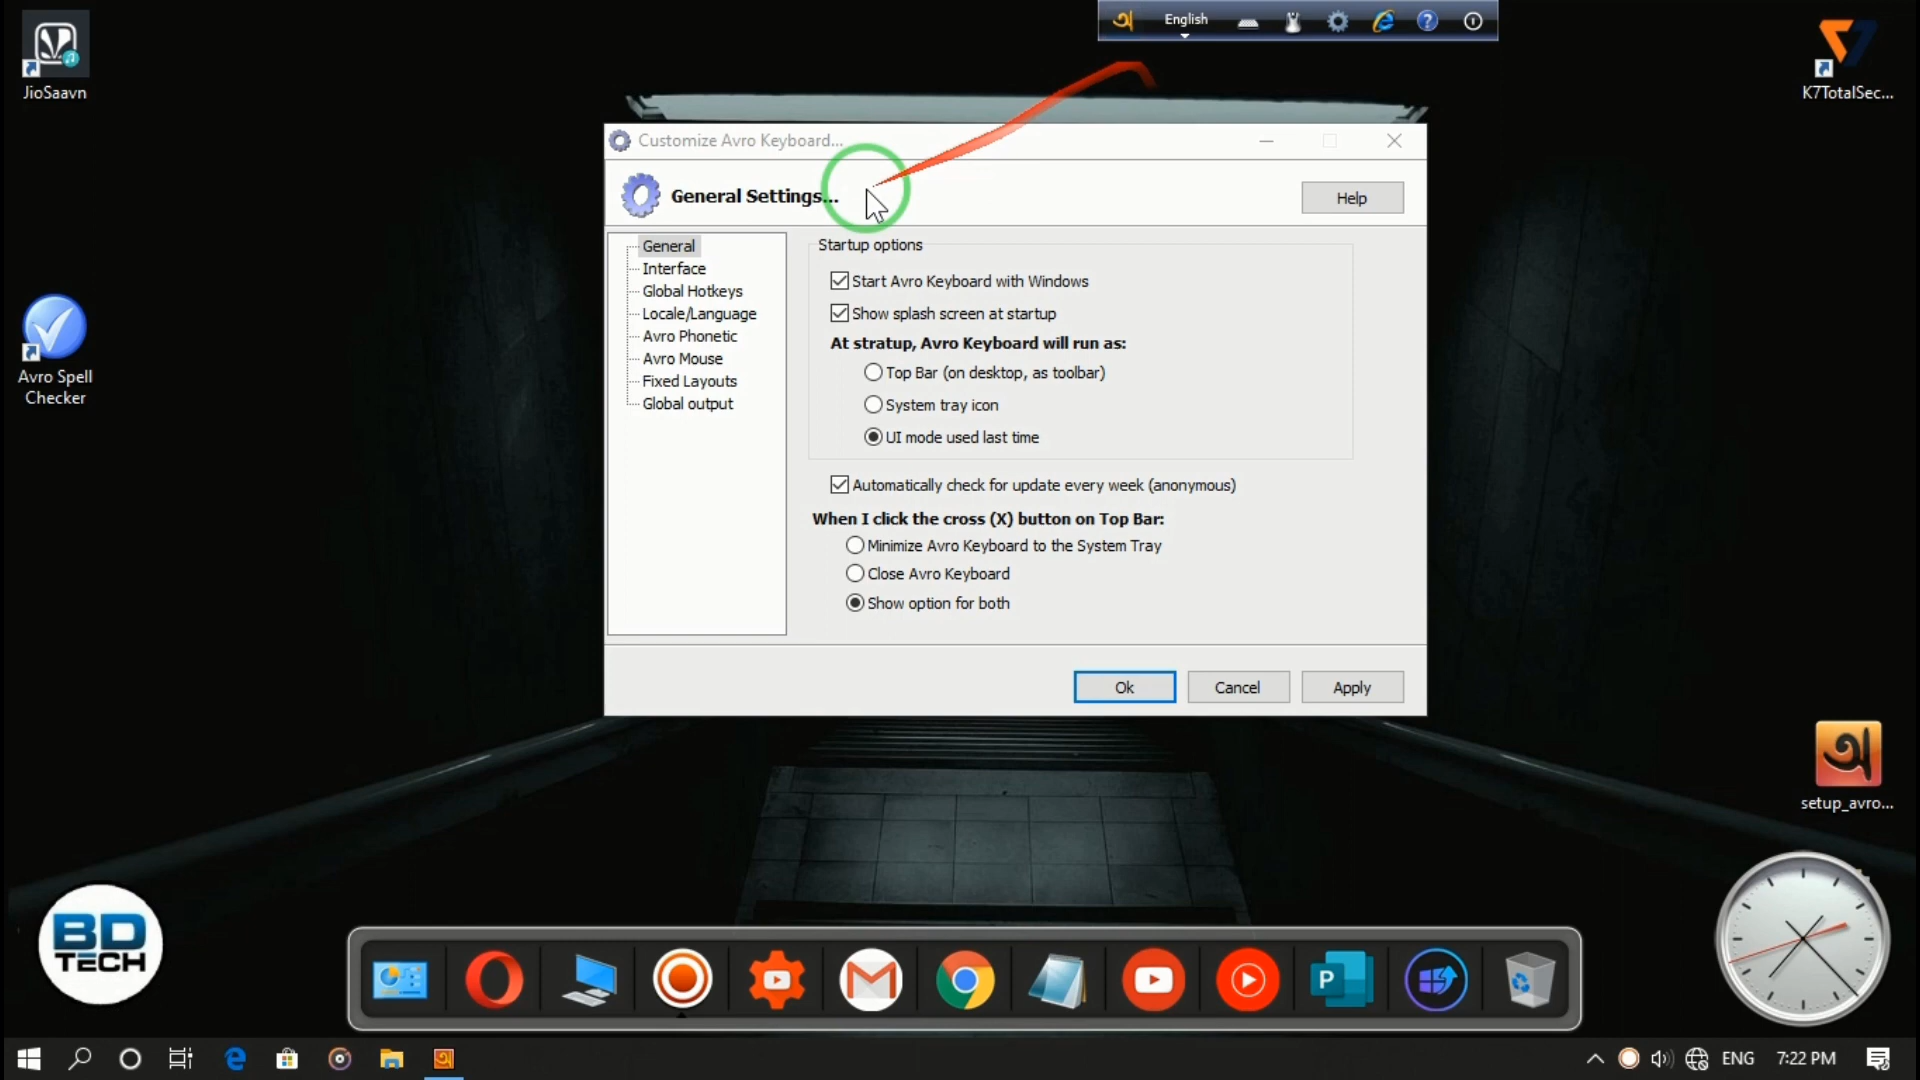 অ English
JioSaavn
K7TotalSec...
Customize Avro Keyboard...
General Settings...
Help
General
Interface
Global Hotkeys
Locale/Language
Avro Phonetic
Avro Mouse
Fixed Layouts
Global output
Startup options
Start Avro Keyboard with Windows
Show splash screen at startup
At stratup, Avro Keyboard will run as:
Top Bar (on desktop, as toolbar)
System tray icon
UI mode used last time
Automatically check for update every week (anonymous)
When I click the cross (X) button on Top Bar:
Minimize Avro Keyboard to the System Tray
Close Avro Keyboard
Show option for both
Ok
Cancel
Apply
Avro Spell
Checker
অ
setup_avro...
BD
TECH
P
অ
ENG
7:22 PM